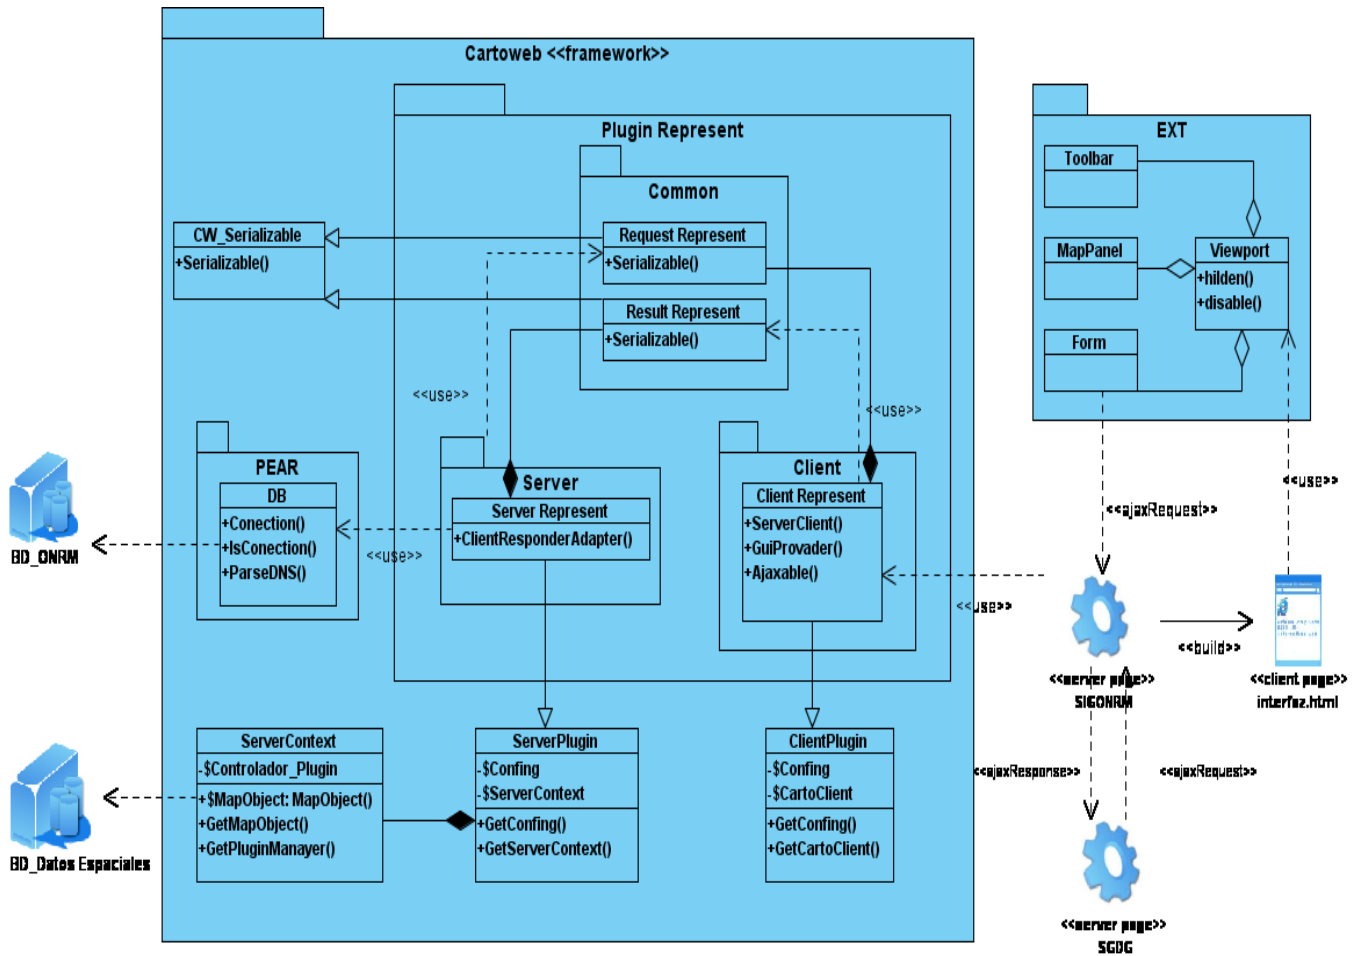 Cartoweb <<framework>>
Plugin Represent
Common
CW_Serializable
+Serializable()
Request Represent
+Serializable()
Result Represent
+Serializable()
<<use>>
<<use>>
EXT
Toolbar
MapPanel
Viewport
+hilden()
+disable()
Form
PEAR
DB
+Conection()
+IsConection()
+ParseDNS()
<<use>>
Server
Server Represent
+ClientResponderAdapter()
Client
Client Represent
+ServerClient()
+GuiProvader()
+Ajaxable()
<<use>>
<<ajaxRequest>>
<<use>>
BD_ONRM
<<build>>
<<server page>>
SIGONRM
<<client page>>
interfaz.html
ServerContext
-$Controlador_Plugin
+$MapObject: MapObject()
+GetMapObject()
+GetPluginManayer()
ServerPlugin
-$Confing
-$ServerContext
+GetConfing()
+GetServerContext()
ClientPlugin
-$Confing
-$CartoClient
+GetConfing()
+GetCartoClient()
<<ajaxResponse>>
<<ajaxRequest>>
BD_Datos Espaciales
<<server page>>
SGDG